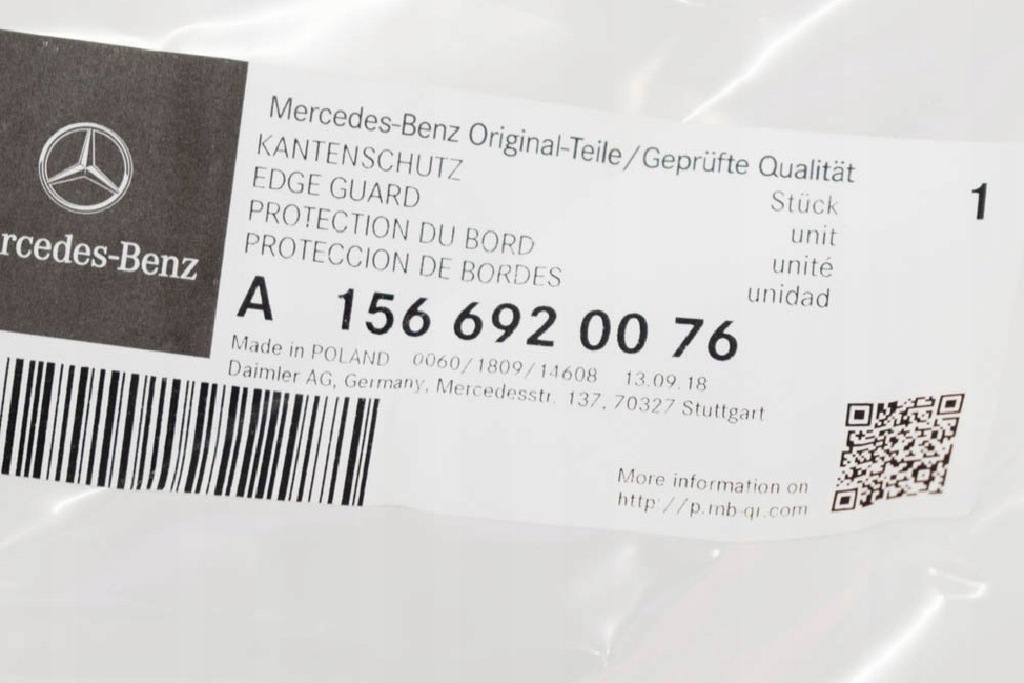 rcedes-Benz
Mercedes-Benz Original-Teile/Geprüfte Qualität
KANTENSCHUTZ
EDGE GUARD
PROTECTION DU BORD
PROTECCION DE BORDES
Stück 1
unit
unité
unidad
A 156 692 00 76
Made in POLAND 0060/1809/14608 13.09.18
Daimler AG, Germany, Mercedesstr. 137, 70327 Stuttgart
More information on
http://p.mb-qr.com